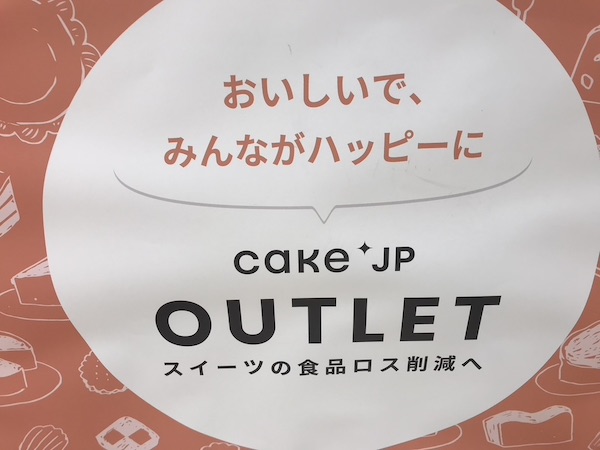 おいしいで、
みんながハッピーに
cake✦JP
OUTLET
スイーツの食品ロス削減へ